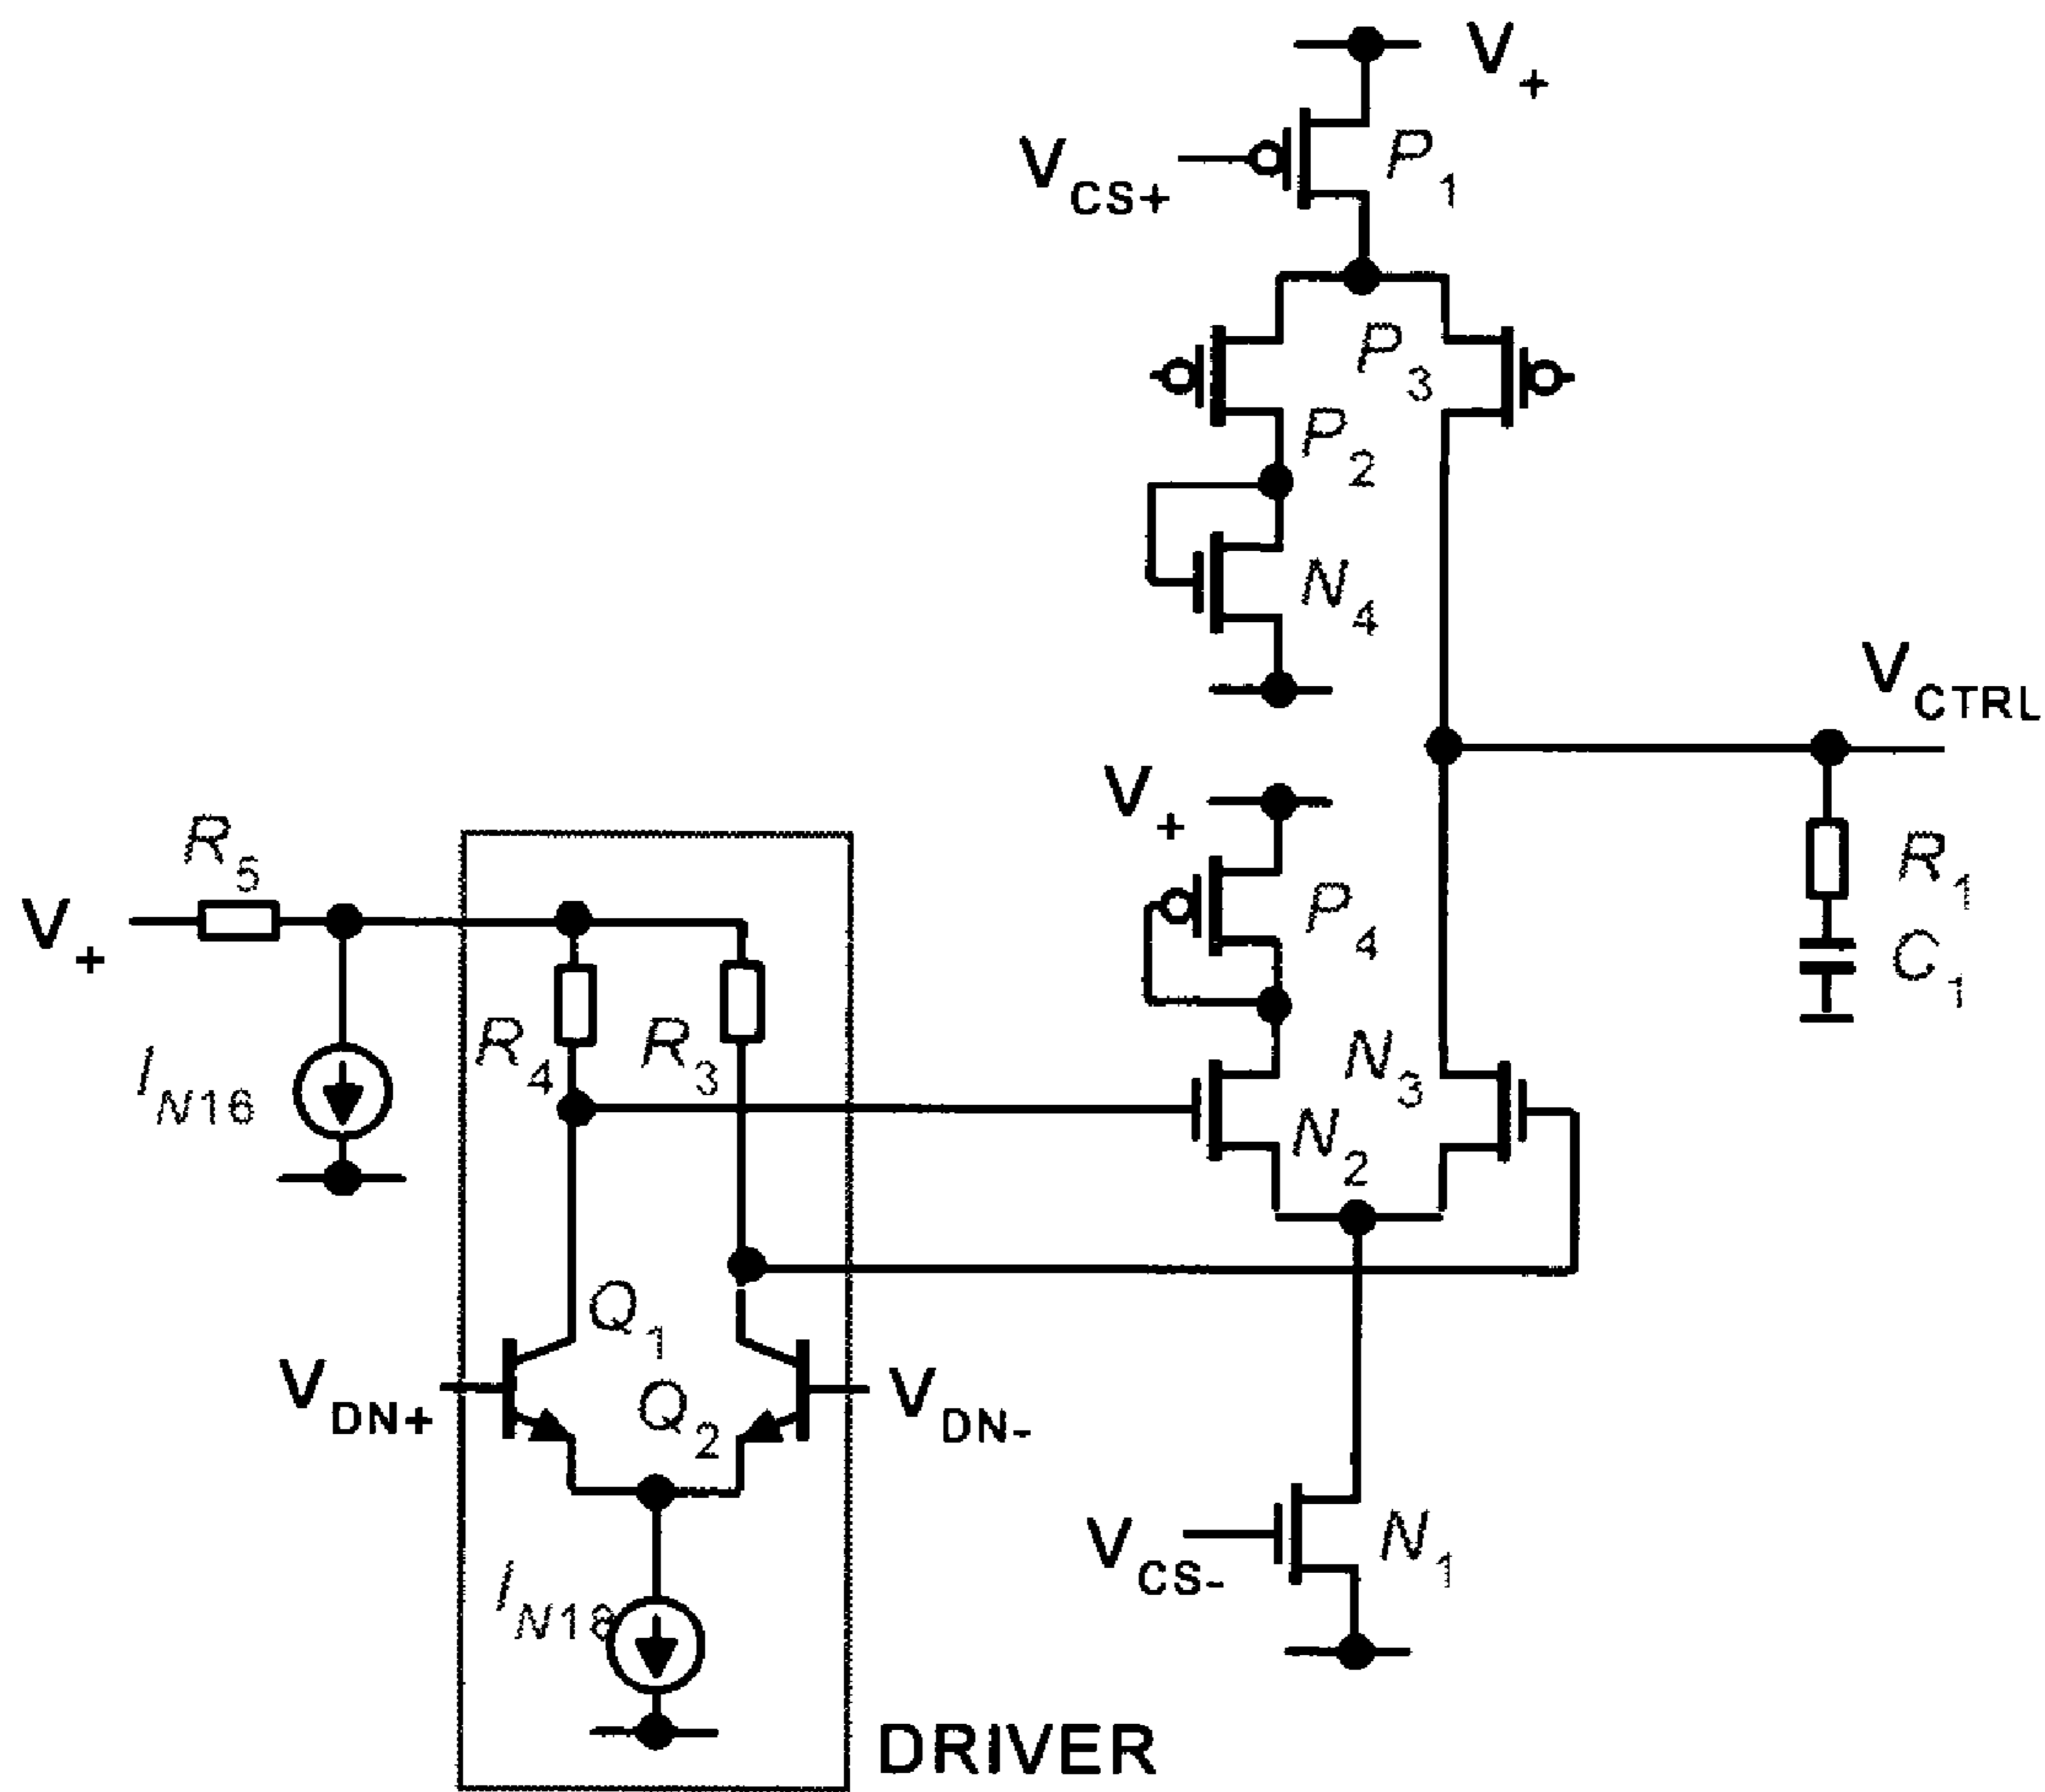 V+
VCS+
P1
P3
P2
N4
VCTRL
V+
R5
P4
R1
V+
C1
R4
R3
N3
IN16
N2
Q1
VDN+
Q2
VDN-
VCS-
N1
IN18
DRIVER